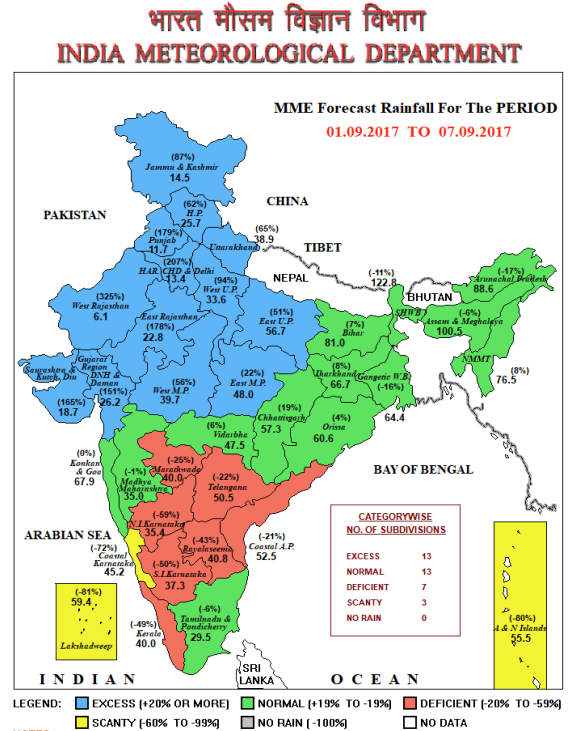 भारत मौसम विज्ञान विभाग
INDIA METEOROLOGICAL DEPARTMENT
MME Forecast Rainfall For The PERIOD
01.09.2017 TO 07.09.2017
(87%)
Jammu & Kashmir
14.5
CHINA
(62%)
H.P.
25.7
PAKISTAN
(179%)
Punjab
11.7
Uttarakhand
(65%)
38.9
TIBET
(207%)
HAR. CHD & Delhi
13.4
NEPAL
(94%)
West U.P.
33.6
(-11%)
122.8
BHUTAN
(-17%)
Arunachal Pradesh
88.6
(325%)
West Rajasthan
6.1
East Rajasthan
(178%)
22.8
(51%)
East U.P.
56.7
(7%)
Bihar
81.0
SHWB
(-6%)
Assam & Meghalaya
100.5
NMMT
(8%)
76.5
Saurashtra &
Kutch, Diu
(165%)
18.7
Gujarat
Region
DNH &
Daman
(151%)
26.2
(56%)
West M.P.
39.7
(22%)
East M.P.
48.0
(8%)
Jharkhand
66.7
Gangetic W.B.
(-16%)
64.4
(19%)
Chhattisgarh
57.3
(4%)
Orissa
60.6
(6%)
Vidarbha
47.5
(0%)
Konkan
& Goa
67.9
(-1%)
Madhya
Maharashtra
35.0
(-25%)
Marathwada
40.0
(-22%)
Telangana
50.5
BAY OF BENGAL
ARABIAN SEA
(-59%)
N.I.Karnataka
35.4
(-43%)
Rayalaseema
40.8
(-21%)
Coastal A.P.
52.5
(-72%)
Coastal
Karnataka
45.2
(-50%)
S.I.Karnataka
37.3
CATEGORYWISE
NO. OF SUBDIVISIONS
EXCESS 13
NORMAL 13
DEFICIENT 7
SCANTY 3
NO RAIN 0
(-81%)
59.4
Lakshadweep
(-49%)
Kerala
40.0
(-6%)
Tamilnadu &
Pondicherry
29.5
(-80%)
A & N Islands
55.5
SRI
LANKA
INDIAN OCEAN
LEGEND: EXCESS (+20% OR MORE) NORMAL (+19% TO -19%) DEFICIENT (-20% TO -59%)
SCANTY (-60% TO -99%) NO RAIN (-100%) NO DATA